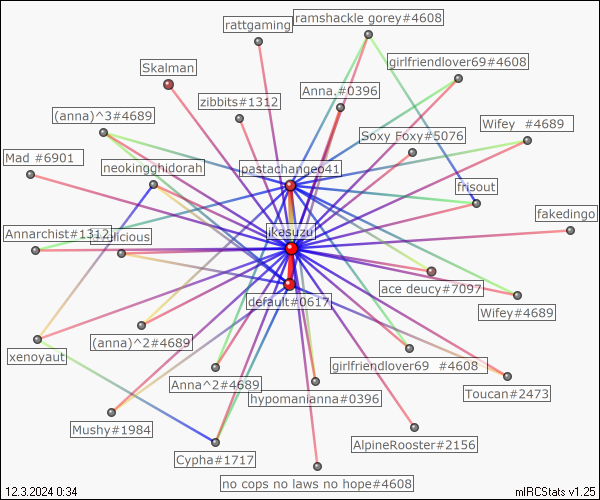 ramshackle gorey#4608
rattgaming
girlfriendlover69#4608
Skalman
Anna.#0396
zibbits#1312
(anna)^3#4689
Wifey #4689
Soxy Foxy#5076
Mad #6901
neokingghidorah
pastachangeo41
frisout
fakedingo
ikasuzu
Annarchist#1312
licious
ace deucy#7097
default#0617
Wifey#4689
(anna)^2#4689
xenoyaut
girlfriendlover69 #4608
Anna^2#4689
Toucan#2473
hypomanianna#0396
Mushy#1984
AlpineRooster#2156
Cypha#1717
no cops no laws no hope#4608
12.3.2024 0:34
mIRCStats v1.25